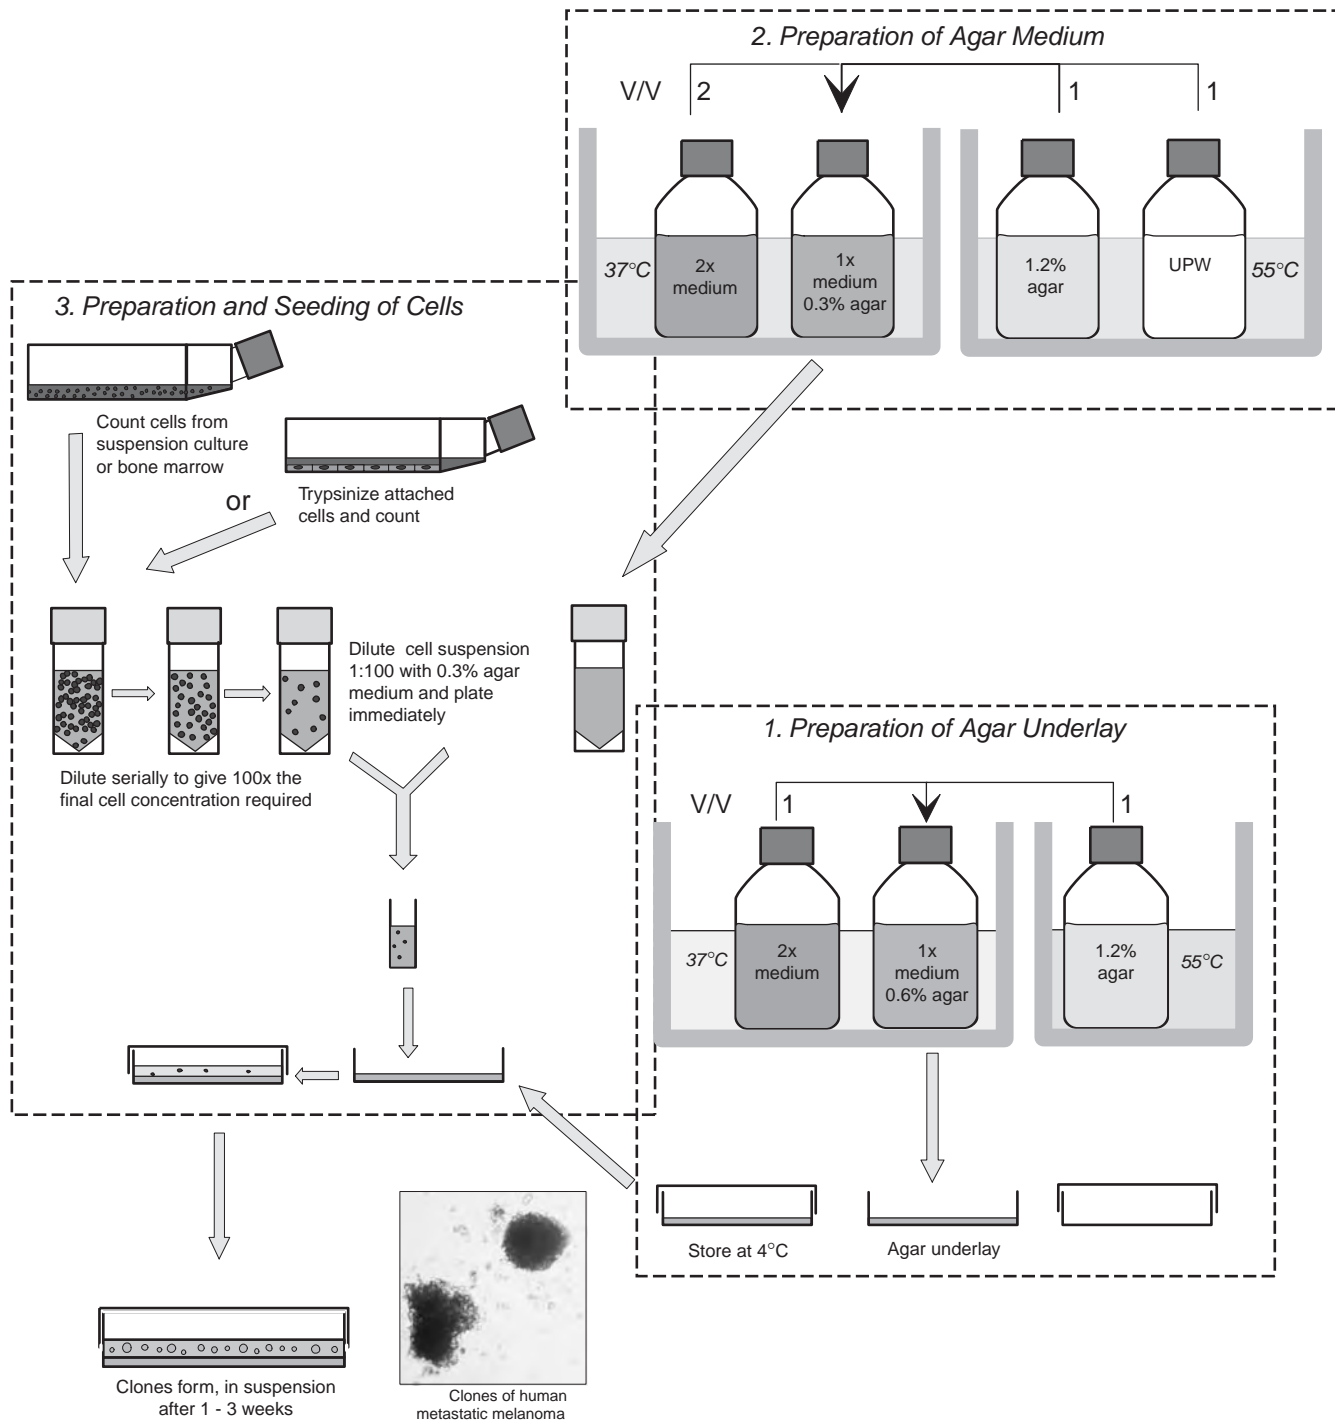 2. Preparation of Agar Medium
V/V 2 1 1
37°C
2x
medium
1x
medium
0.3% agar
1.2%
agar
UPW
55°C
3. Preparation and Seeding of Cells
Count cells from
suspension culture
or bone marrow
or
Trypsinize attached
cells and count
Dilute cell suspension
1:100 with 0.3% agar
medium and plate
immediately
Dilute serially to give 100x the
final cell concentration required
1. Preparation of Agar Underlay
V/V 1 1
37°C
2x
medium
1x
medium
0.6% agar
1.2%
agar
55°C
Store at 4°C
Agar underlay
Clones form, in suspension
after 1 - 3 weeks
Clones of human
metastatic melanoma